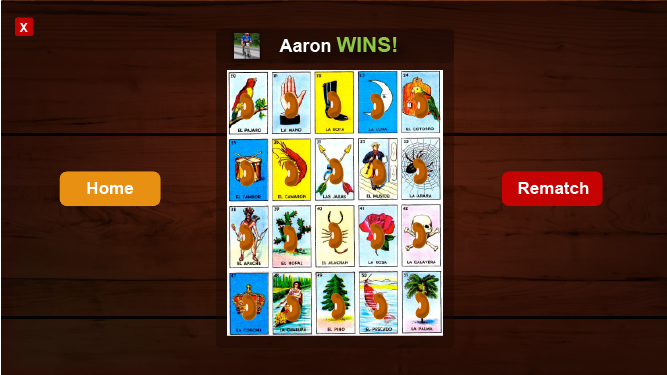 X
Aaron WINS!
EL PAJARO
LA MANO
LA BOTA
LA LUNA
EL COTORRO
EL TAMBOR
EL CAMARON
LAS JARAS
EL MUSICO
LA ARAÑA
Home
Rematch
EL APACHE
EL NOPAL
EL ALACRAN
LA ROSA
LA CALAVERA
LA CORONA
LA CHALUPA
EL PINO
EL PESCADO
LA PALMA